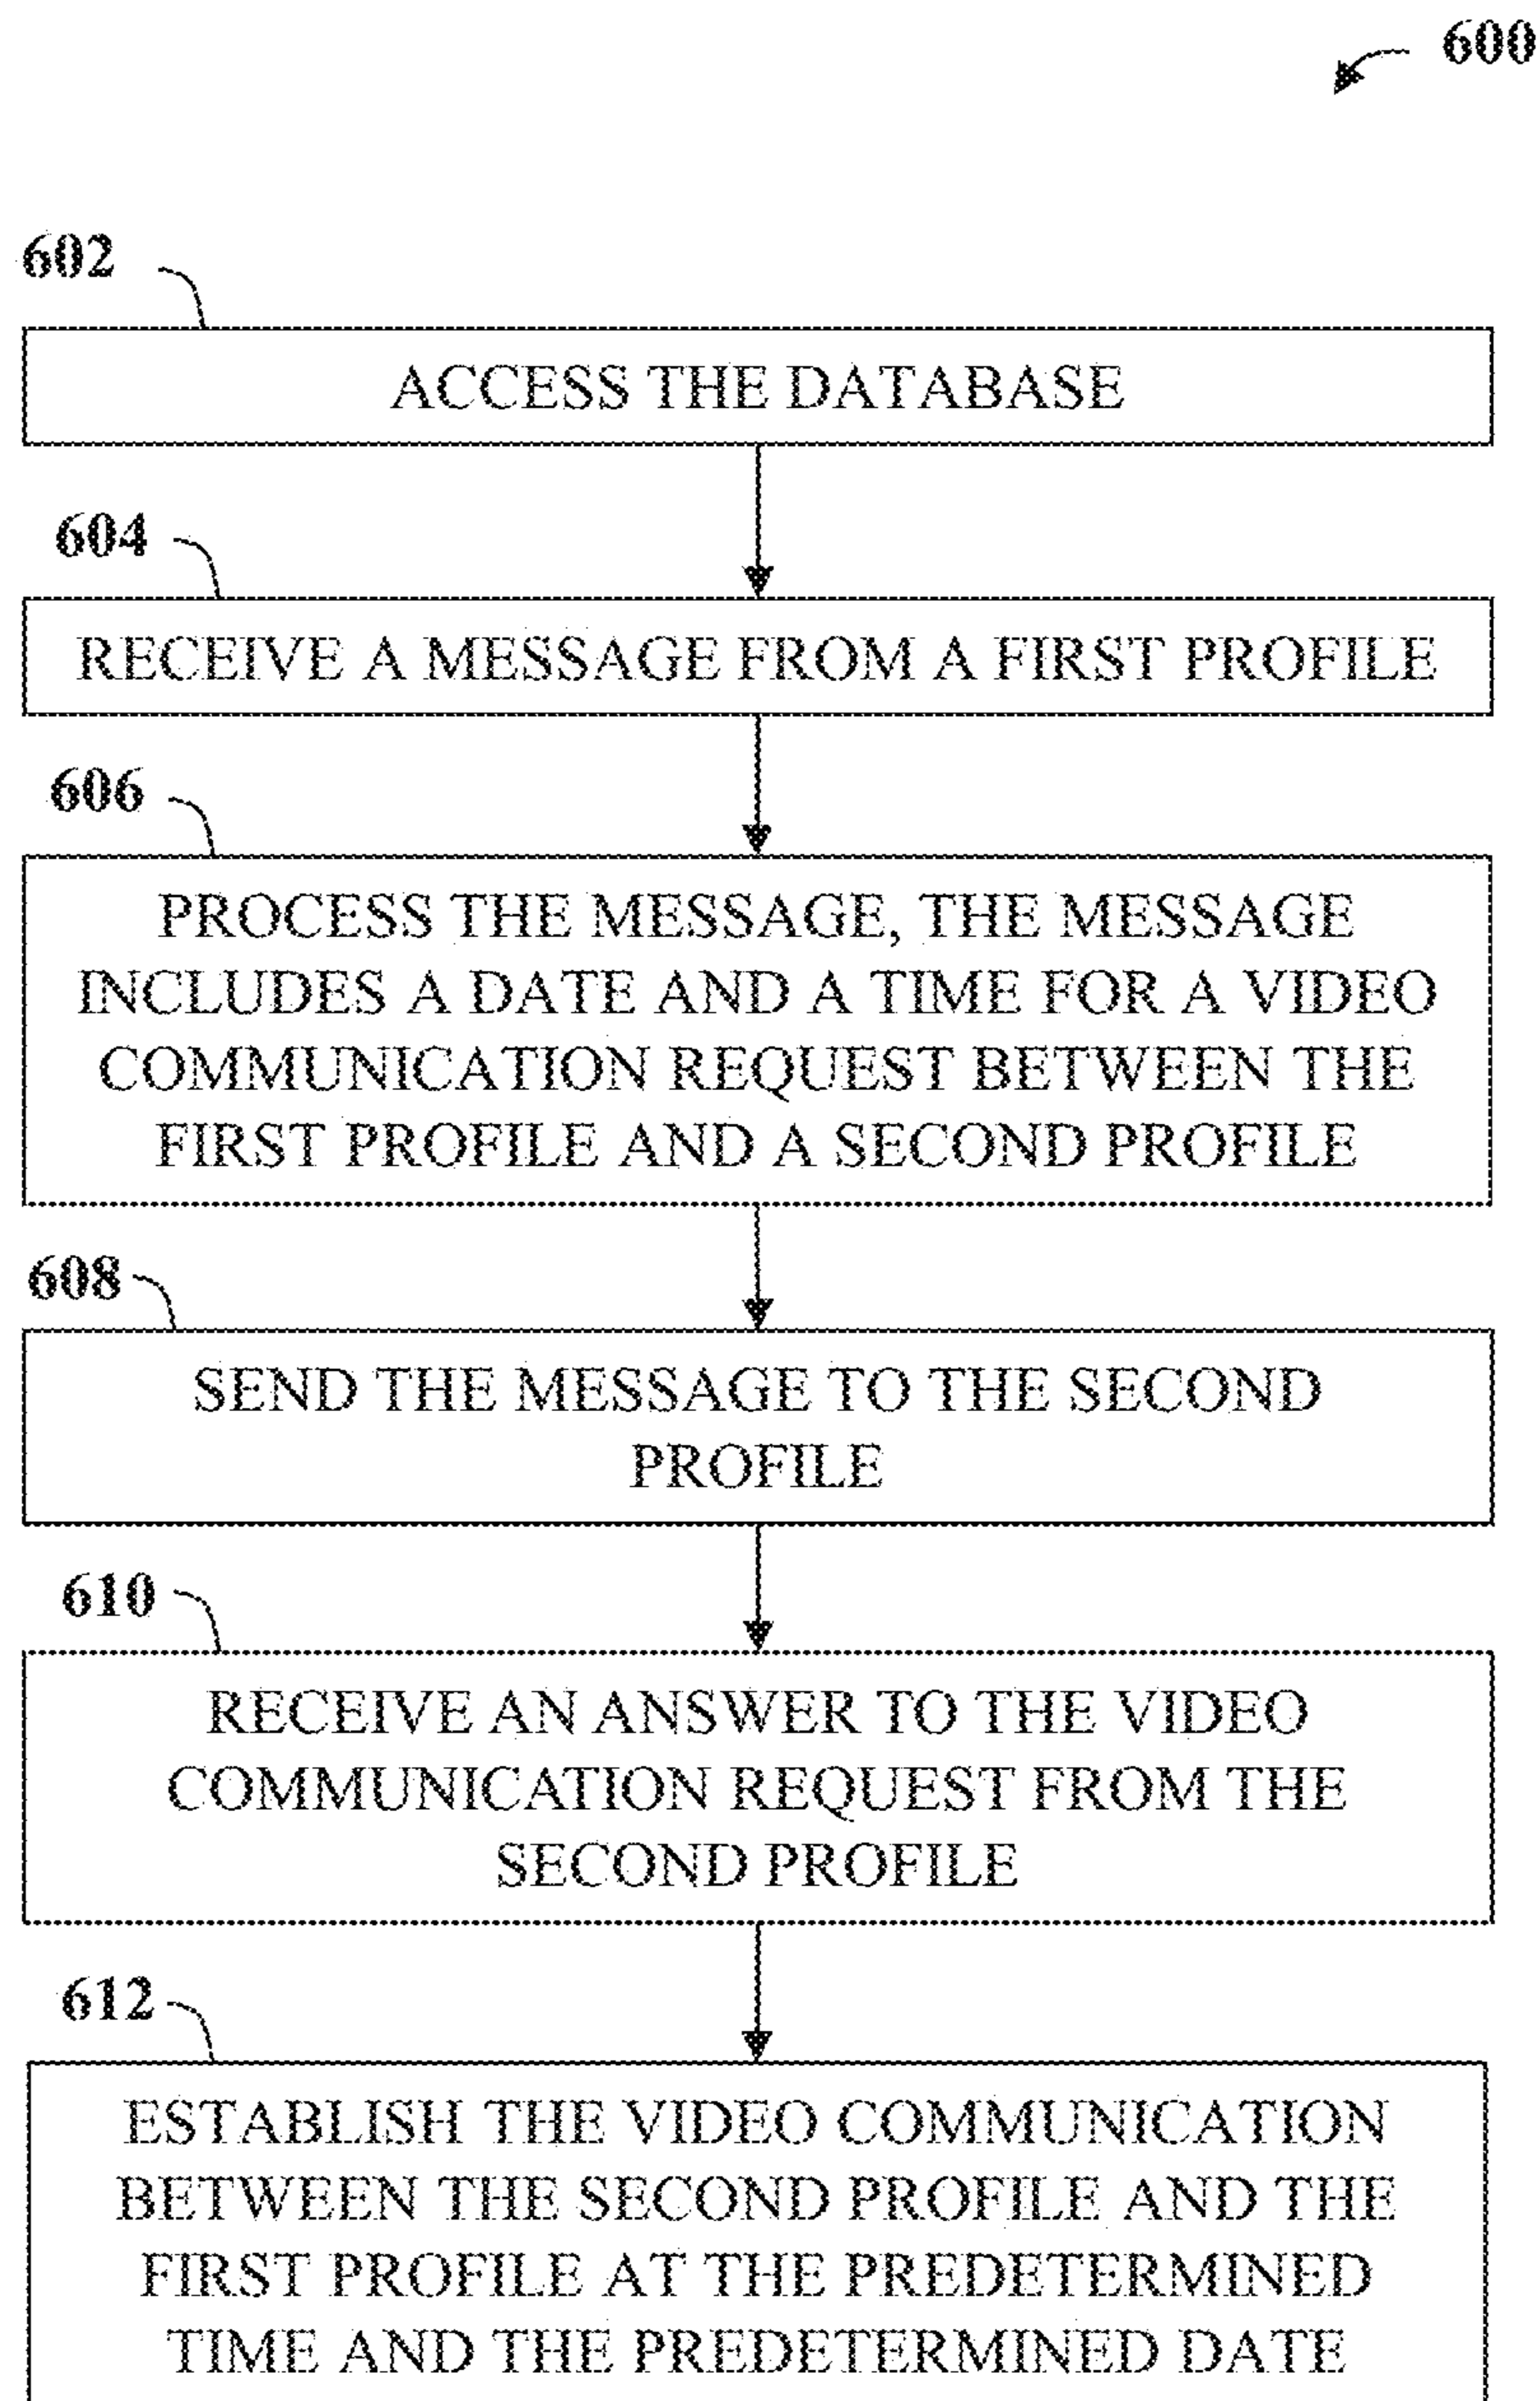 600
602
ACCESS THE DATABASE
604
RECEIVE A MESSAGE FROM A FIRST PROFILE
606
PROCESS THE MESSAGE, THE MESSAGE
INCLUDES A DATE AND A TIME FOR A VIDEO
COMMUNICATION REQUEST BETWEEN THE
FIRST PROFILE AND A SECOND PROFILE
608
SEND THE MESSAGE TO THE SECOND
PROFILE
610
RECEIVE AN ANSWER TO THE VIDEO
COMMUNICATION REQUEST FROM THE
SECOND PROFILE
612
ESTABLISH THE VIDEO COMMUNICATION
BETWEEN THE SECOND PROFILE AND THE
FIRST PROFILE AT THE PREDETERMINED
TIME AND THE PREDETERMINED DATE